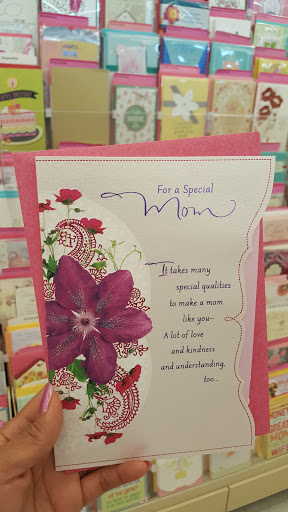 For a Special
Mom
It takes many
special qualities
to make a mom
like you–
A lot of love
and kindness
and understanding,
too...